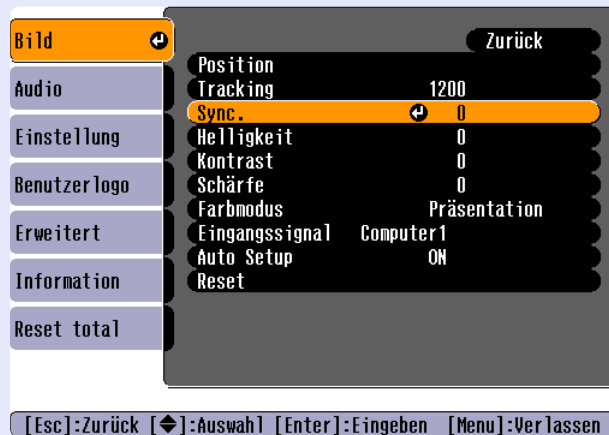 Bild
Audio
Einstellung
Benutzerlogo
Erweitert
Information
Reset total
Zurück
Position
Tracking 1200
Sync. 0
Helligkeit 0
Kontrast 0
Schärfe 0
Farbmodus Präsentation
Eingangssignal Computer1
Auto Setup ON
Reset
[Esc]:Zurück [◆]:Auswahl [Enter]:Eingeben [Menu]:Verlassen